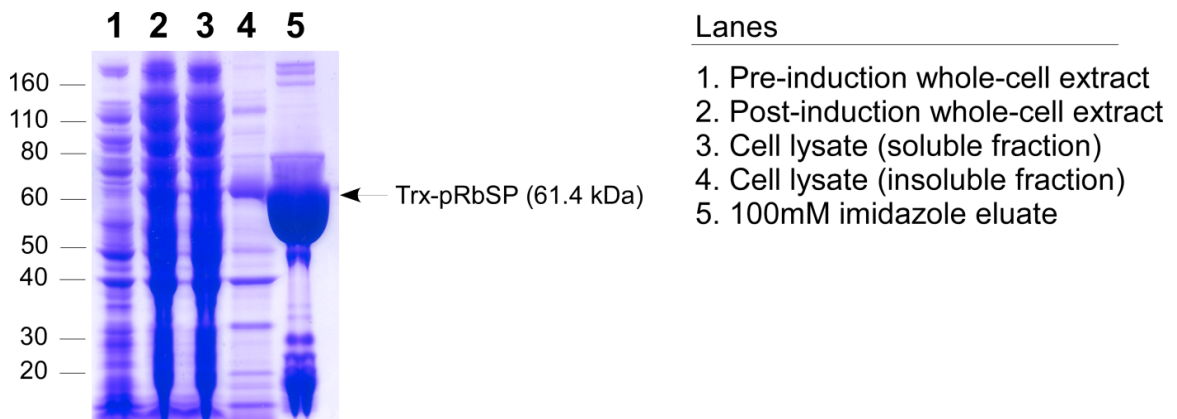 1 2 3 4 5
160
110
80
60
50
40
30
20
Trx-pRbSP (61.4 kDa)
Lanes
1. Pre-induction whole-cell extract
2. Post-induction whole-cell extract
3. Cell lysate (soluble fraction)
4. Cell lysate (insoluble fraction)
5. 100mM imidazole eluate